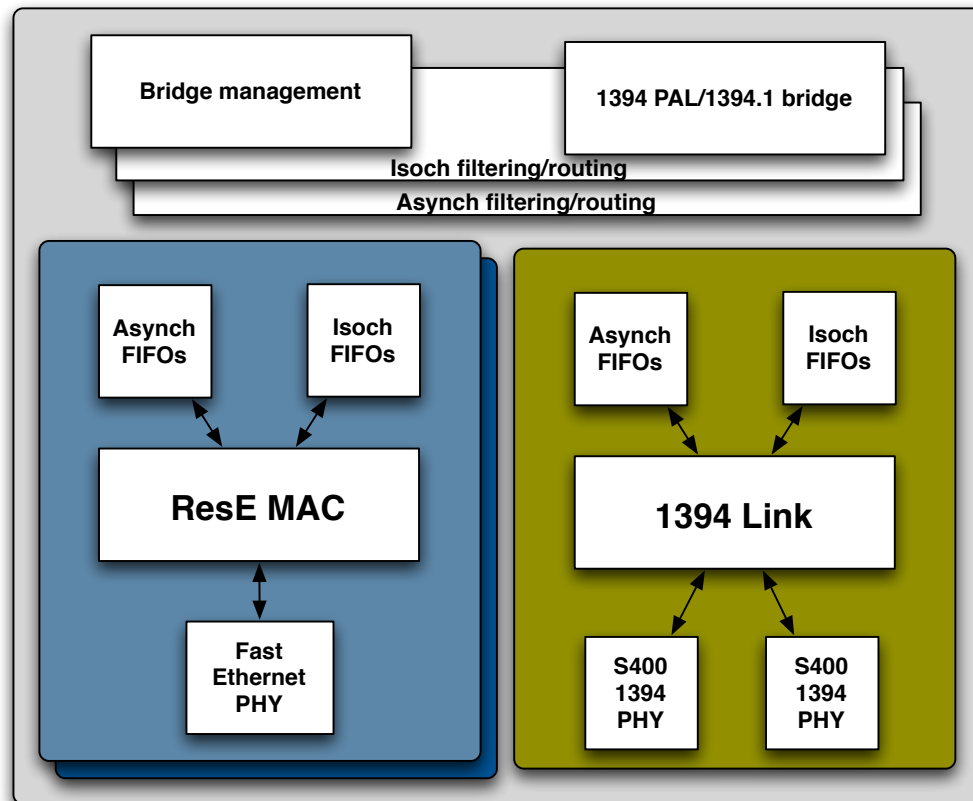 Bridge management
1394 PAL/1394.1 bridge
Isoch filtering/routing
Asynch filtering/routing
Asynch
FIFOs
Isoch
FIFOs
ResE MAC
Fast
Ethernet
PHY
Asynch
FIFOs
Isoch
FIFOs
1394 Link
S400
1394
PHY
S400
1394
PHY